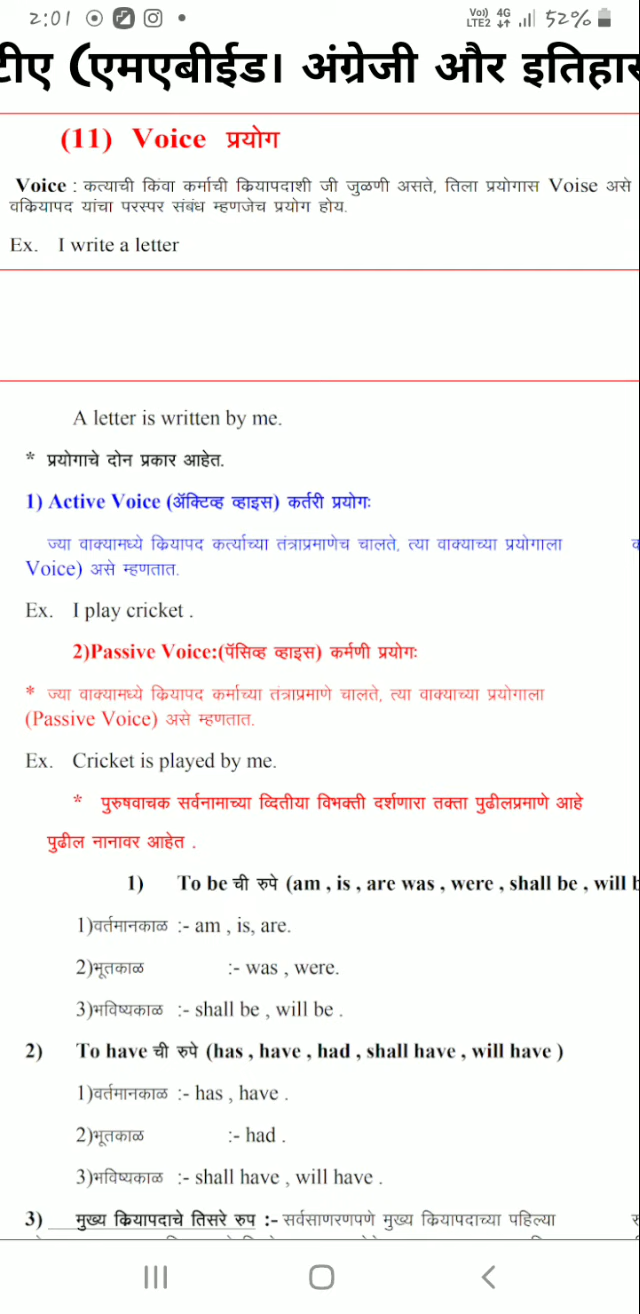 2:01
Vo)) 4G LTE2 52%
टीए (एमएबीईड। अंग्रेजी और इतिहास
(11) Voice प्रयोग
Voice : कत्याची किंवा कर्माची कियापदाशी जी जुळणी असते, तिला प्रयोगास Voise असे
वकियापद यांचा परस्पर संबंध म्हणजेच प्रयोग होय.
Ex. I write a letter
A letter is written by me.
* प्रयोगाचे दोन प्रकार आहेत.
1) Active Voice (ॲक्टिव्ह व्हाइस) कर्तरी प्रयोगः
ज्या वाक्यामध्ये कियापद कर्त्याच्या तंत्राप्रमाणेच चालते, त्या वाक्याच्या प्रयोगाला
Voice) असे म्हणतात.
Ex. I play cricket .
2)Passive Voice:(पॅसिव्ह व्हाइस) कर्मणी प्रयोगः
* ज्या वाक्यामध्ये कियापद कर्माच्या तंत्राप्रमाणे चालते, त्या वाक्याच्या प्रयोगाला
(Passive Voice) असे म्हणतात.
Ex. Cricket is played by me.
* पुरुषवाचक सर्वनामाच्या व्दितीया विभक्ती दर्शणारा तक्ता पुढीलप्रमाणे आहे
पुढील नानावर आहेत .
1) To be ची रुपे (am , is , are was , were , shall be , will
1)वर्तमानकाळ :- am , is, are.
2)भूतकाळ :- was , were.
3)भविष्यकाळ :- shall be , will be .
2) To have ची रुपे (has , have , had , shall have , will have )
1)वर्तमानकाळ :- has , have .
2)भूतकाळ :- had .
3)भविष्यकाळ :- shall have , will have .
3) मुख्य कियापदाचे तिसरे रुप :- सर्वसाणरणपणे मुख्य कियापदाच्या पहिल्या